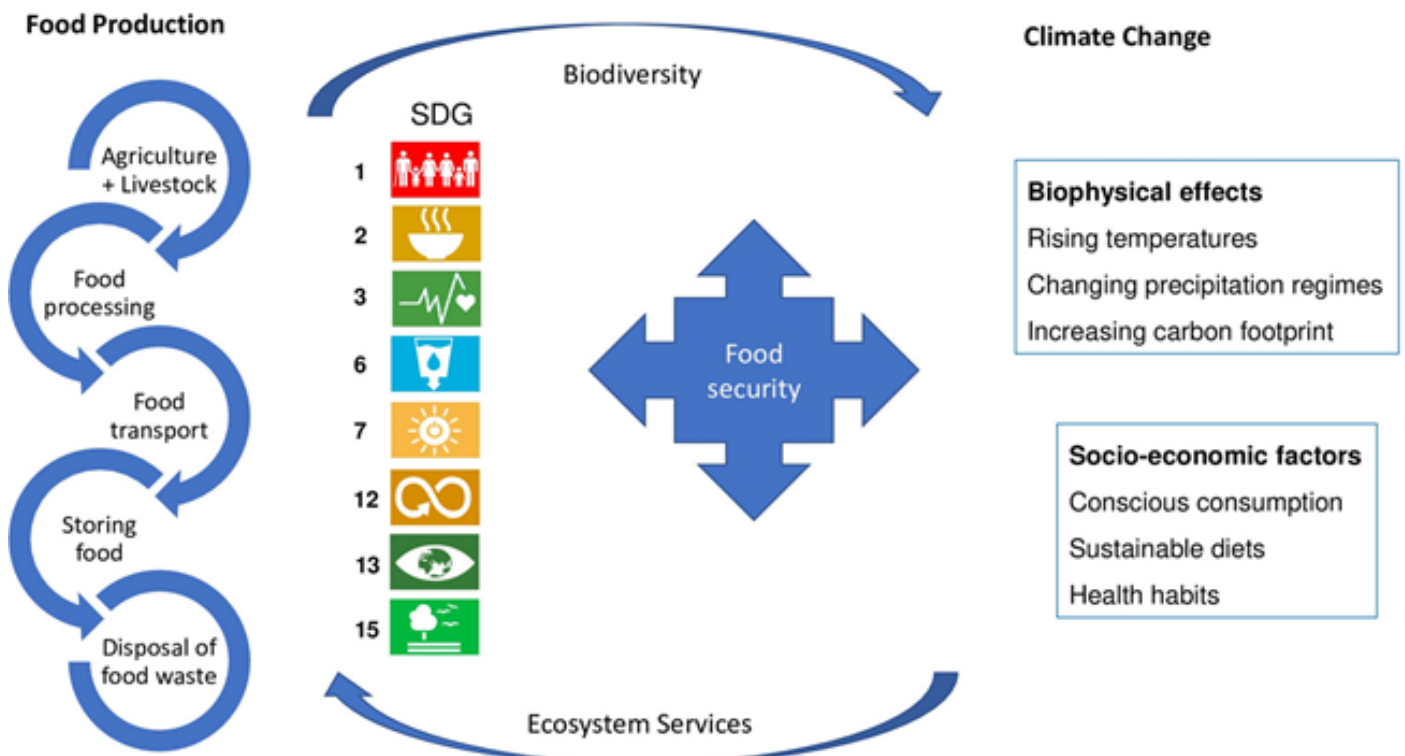 Food Production
Agriculture
+ Livestock
Food
processing
Food
transport
Storing
food
Disposal of
food waste
Biodiversity
SDG
1
2
3
6
7
12
13
15
Food
security
Ecosystem Services
Climate Change
Biophysical effects
Rising temperatures
Changing precipitation regimes
Increasing carbon footprint
Socio-economic factors
Conscious consumption
Sustainable diets
Health habits